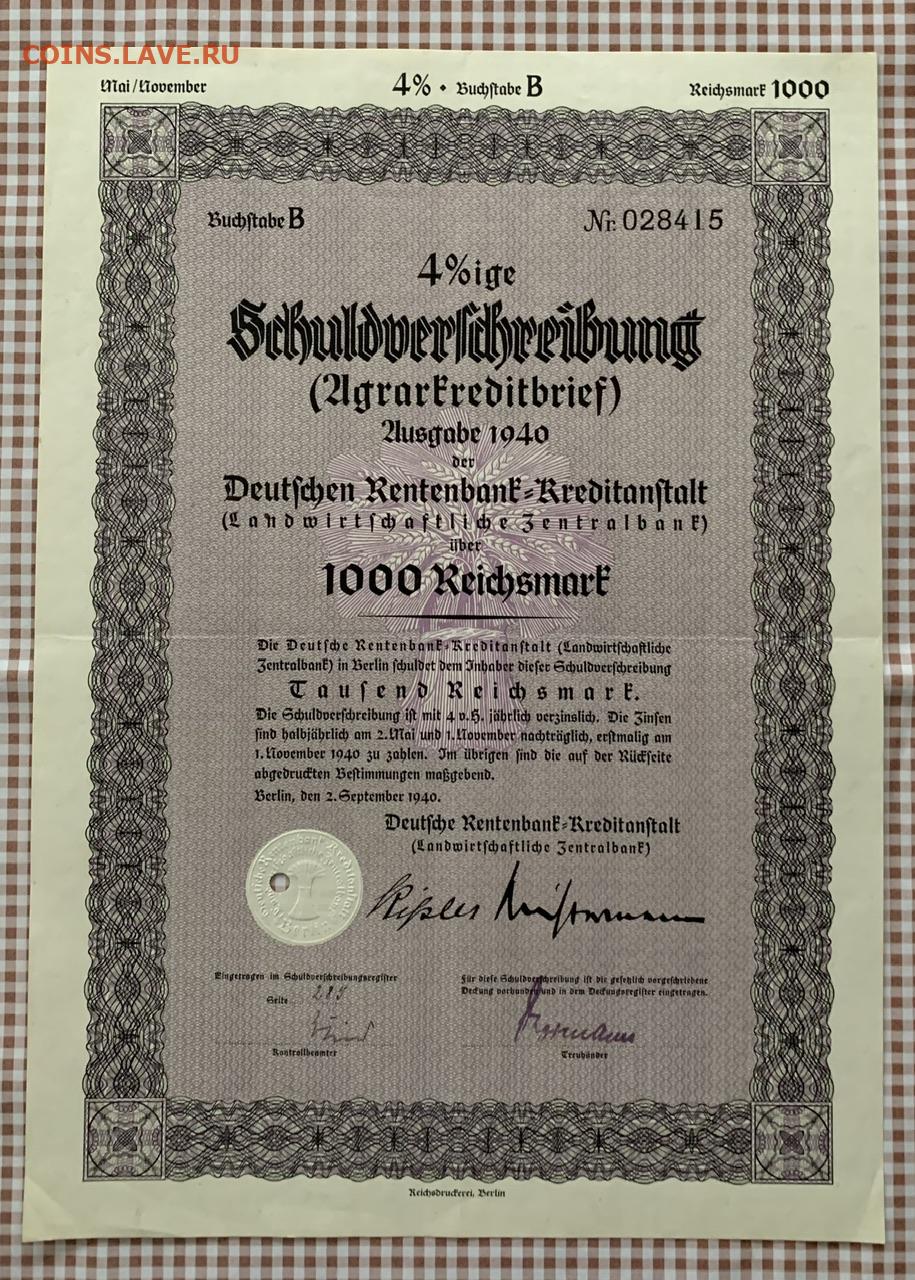 COINS.LAVE.RU
Mai/November 4% • Buchstabe B Reichsmark 1000
Buchstabe B Nr. 028415
4%ige
Schuldverschreibung
(Agrarkreditbrief)
Ausgabe 1940
der
Deutschen Rentenbank-Kreditanstalt
(Landwirtschaftliche Zentralbank)
über
1000 Reichsmark
Die Deutsche Rentenbank-Kreditanstalt (Landwirtschaftliche
Zentralbank) in Berlin schuldet dem Inhaber dieser Schuldverschreibung
Tausend Reichsmark.
Die Schuldverschreibung ist mit 4 v.H. jährlich verzinslich. Die Zinsen
sind halbjährlich am 2. Mai und 1. November nachträglich, erstmalig am
1. November 1940 zu zahlen. Im übrigen sind die auf der Rückseite
abgedruckten Bestimmungen maßgebend.
Berlin, den 2. September 1940.
Deutsche Rentenbank-Kreditanstalt
(Landwirtschaftliche Zentralbank)
Eingetragen im Schuldverschreibungsregister
Seite
Kontrollbeamter
Für diese Schuldverschreibung ist die gesetzlich vorgeschriebene
Deckung vorhanden und in dem Deckungsregister eingetragen.
Treuhänder
Reichsdruckerei, Berlin